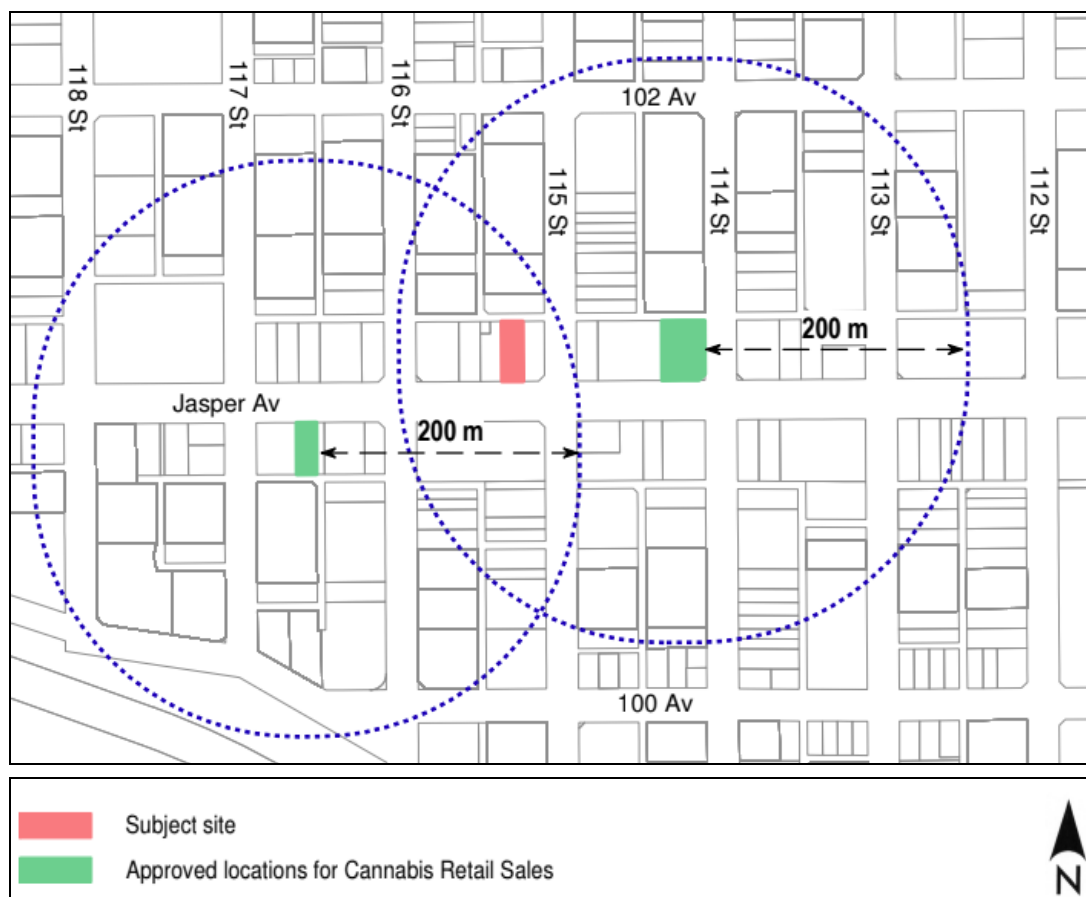 118 St
117 St
116 St
102 Av
115 St
114 St
113 St
112 St
200 m
Jasper Av
200 m
100 Av
Subject site
Approved locations for Cannabis Retail Sales
N